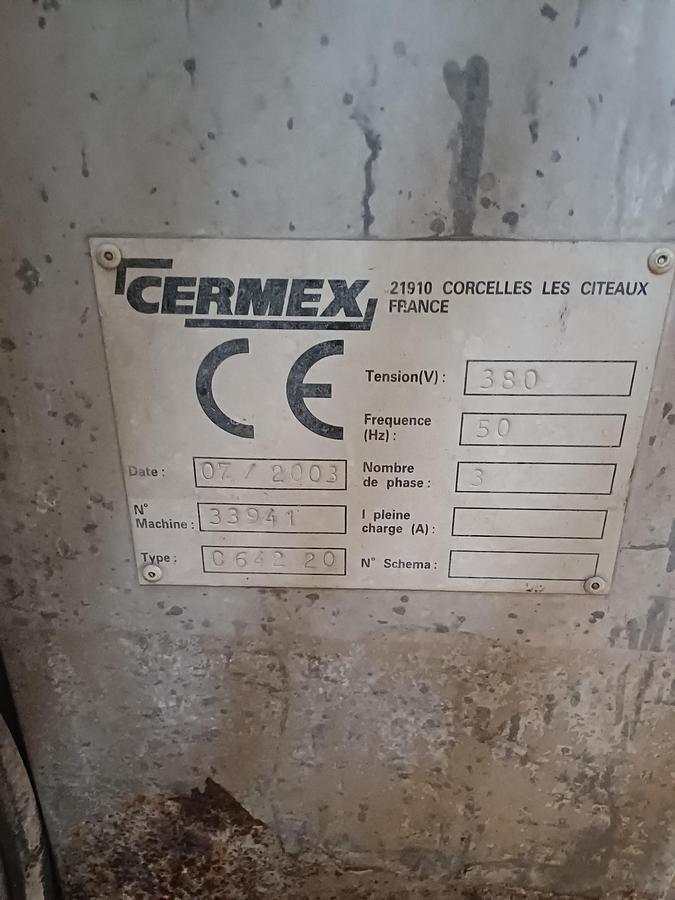 CERMEX
21910 CORCELLES LES CITEAUX
FRANCE
CE
Tension(V) : 380
Frequence
(Hz) : 50
Date : 07 / 2003
Nombre
de phase : 3
N°
Machine : 33941
I pleine
charge (A) :
Type : C 642 20
N° Schema :